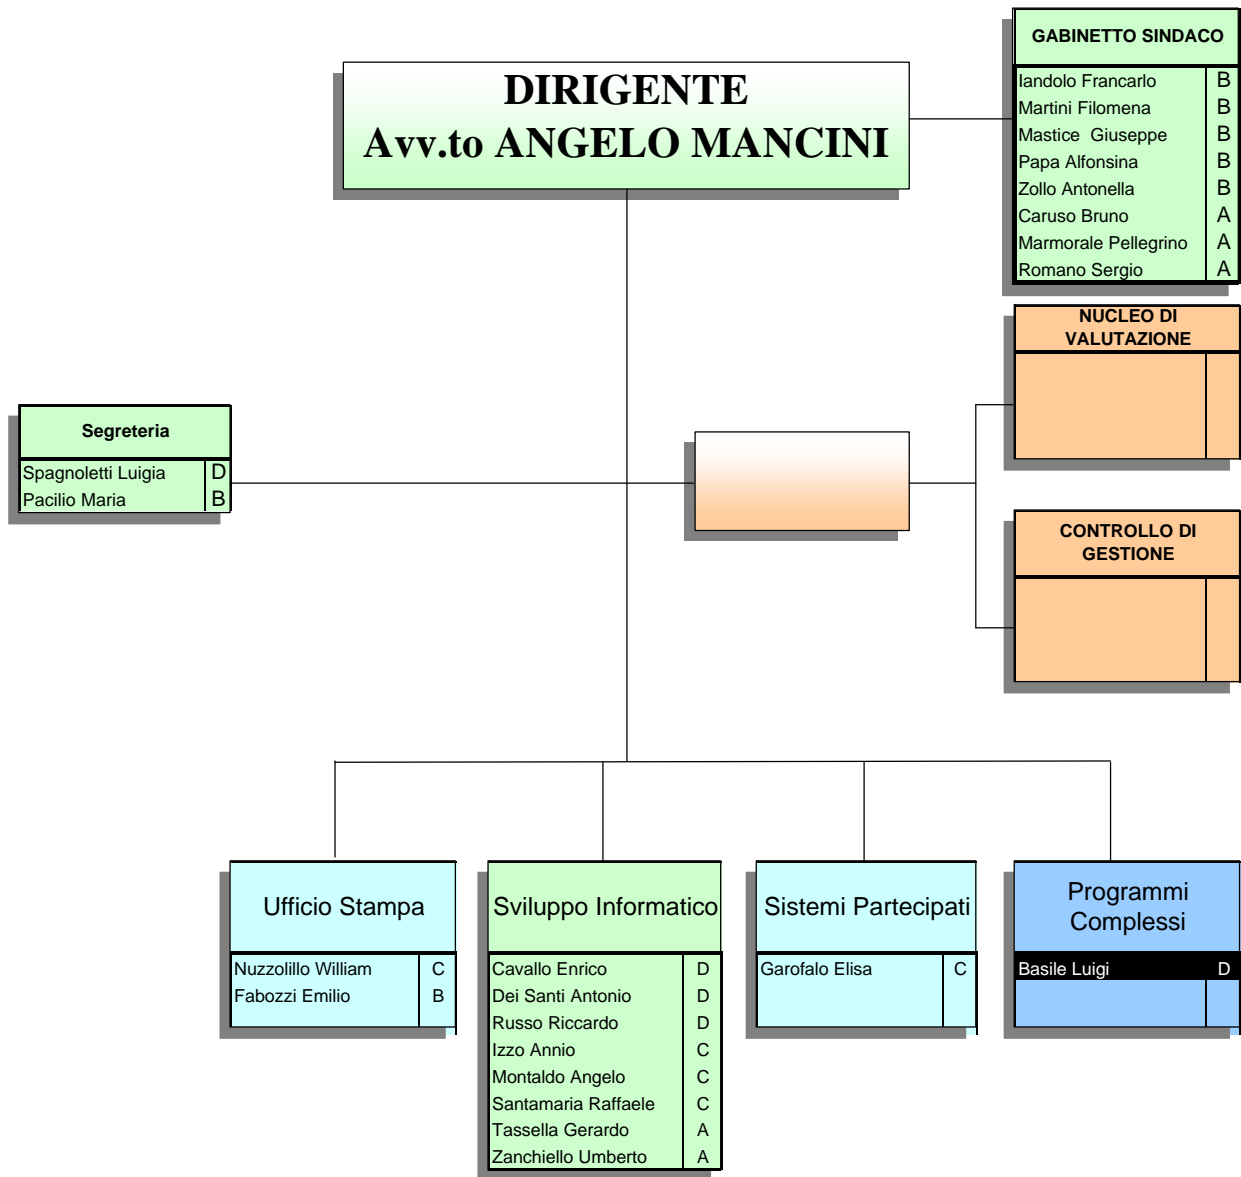 GABINETTO SINDACO
Iandolo Francarlo B
Martini Filomena B
Mastice  Giuseppe B
Papa Alfonsina B
Zollo Antonella B
Caruso Bruno A
Marmorale Pellegrino A
Romano Sergio A
DIRIGENTE
Avv.to ANGELO MANCINI
NUCLEO DI
VALUTAZIONE
Segreteria
Spagnoletti Luigia D
Pacilio Maria B
CONTROLLO DI
GESTIONE
Ufficio Stampa
Nuzzolillo William C
Fabozzi Emilio B
Sviluppo Informatico
Cavallo Enrico D
Dei Santi Antonio D
Russo Riccardo D
Izzo Annio C
Montaldo Angelo C
Santamaria Raffaele C
Tassella Gerardo A
Zanchiello Umberto A
Sistemi Partecipati
Garofalo Elisa C
Programmi
Complessi
Basile Luigi D